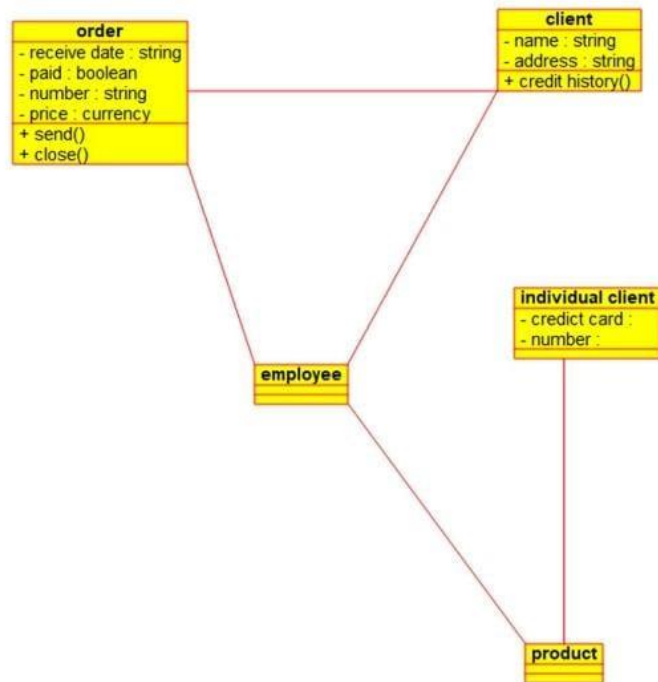 order
- receive date : string
- paid : boolean
- number : string
- price : currency
+ send()
+ close()
client
- name : string
- address : string
+ credit history()
individual client
- credict card :
- number :
employee
product